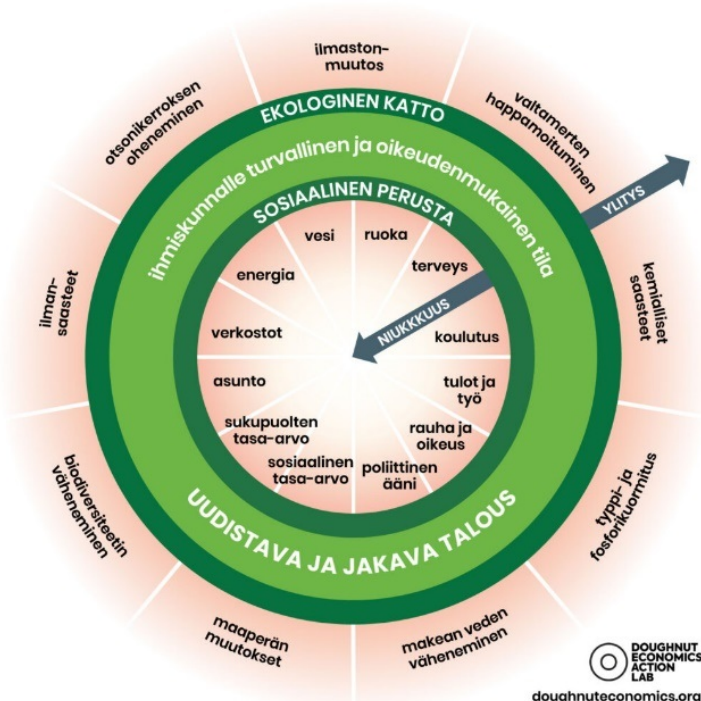 ilmaston-
muutos
valtamerten
happamoituminen
YLITYS
kemialliset
saasteet
typpi- ja
fosforikuormitus
makean veden
väheneminen
maaperän
muutokset
biodiversiteetin
väheneminen
ilman-
saasteet
otsonikerroksen
oheneminen
EKOLOGINEN KATTO
ihmiskunnalle turvallinen ja oikeudenmukainen tila
SOSIAALINEN PERUSTA
vesi
ruoka
energia
terveys
NIUKKKUUS
verkostot
koulutus
asunto
tulot ja
työ
sukupuolten
tasa-arvo
rauha ja
oikeus
sosiaalinen
tasa-arvo
poliittinen
ääni
UUDISTAVA JA JAKAVA TALOUS
DOUGHNUT
ECONOMICS
ACTION
LAB
doughnuteconomics.org